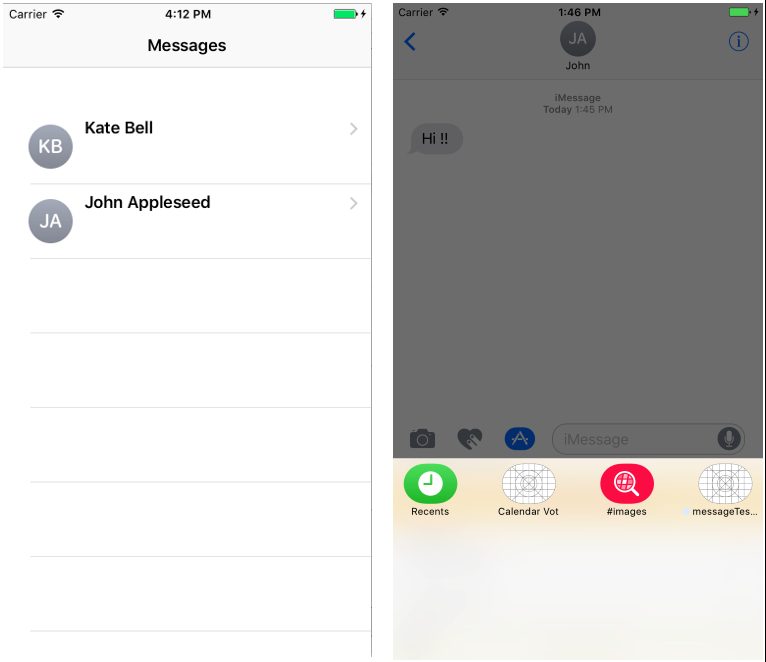 Carrier 4:12 PM
Messages
KB Kate Bell
JA John Appleseed
Carrier 1:46 PM
JA
John
iMessage
Today 1:45 PM
Hi !!
iMessage
Recents Calendar Vot #images messageTes...